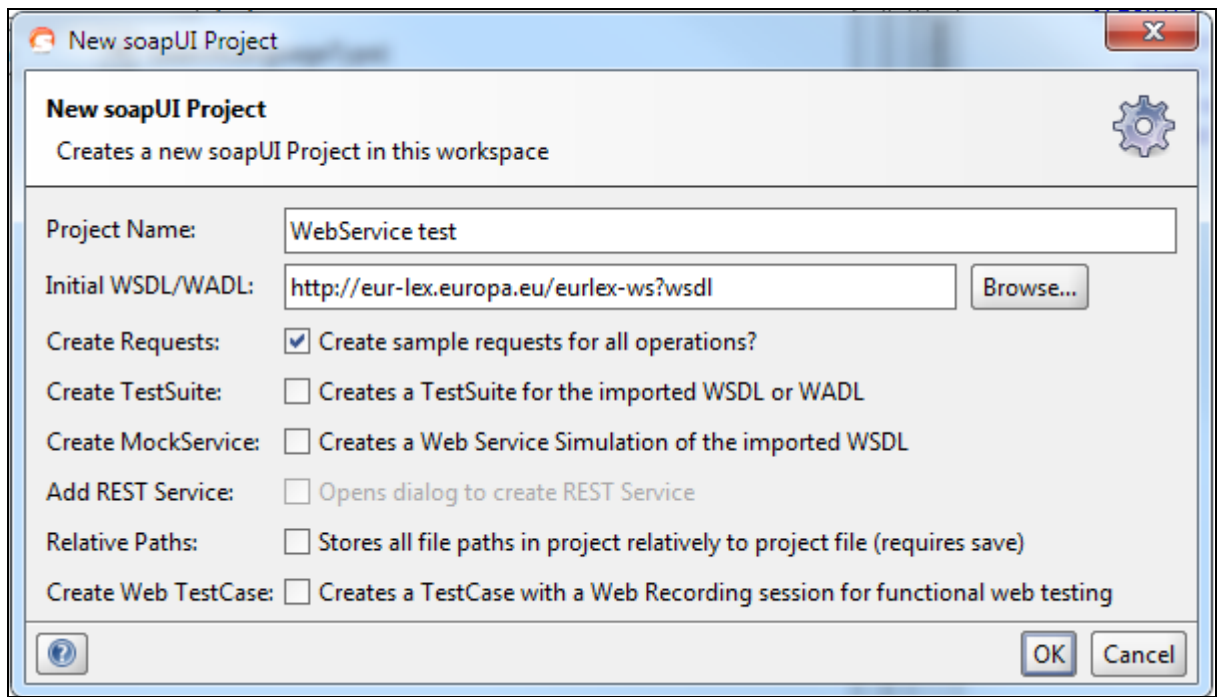 New soapUI Project
New soapUI Project
Creates a new soapUI Project in this workspace
Project Name: WebService test
Initial WSDL/WADL: http://eur-lex.europa.eu/eurlex-ws?wsdl Browse...
Create Requests: Create sample requests for all operations?
Create TestSuite: Creates a TestSuite for the imported WSDL or WADL
Create MockService: Creates a Web Service Simulation of the imported WSDL
Add REST Service: Opens dialog to create REST Service
Relative Paths: Stores all file paths in project relatively to project file (requires save)
Create Web TestCase: Creates a TestCase with a Web Recording session for functional web testing
OK Cancel